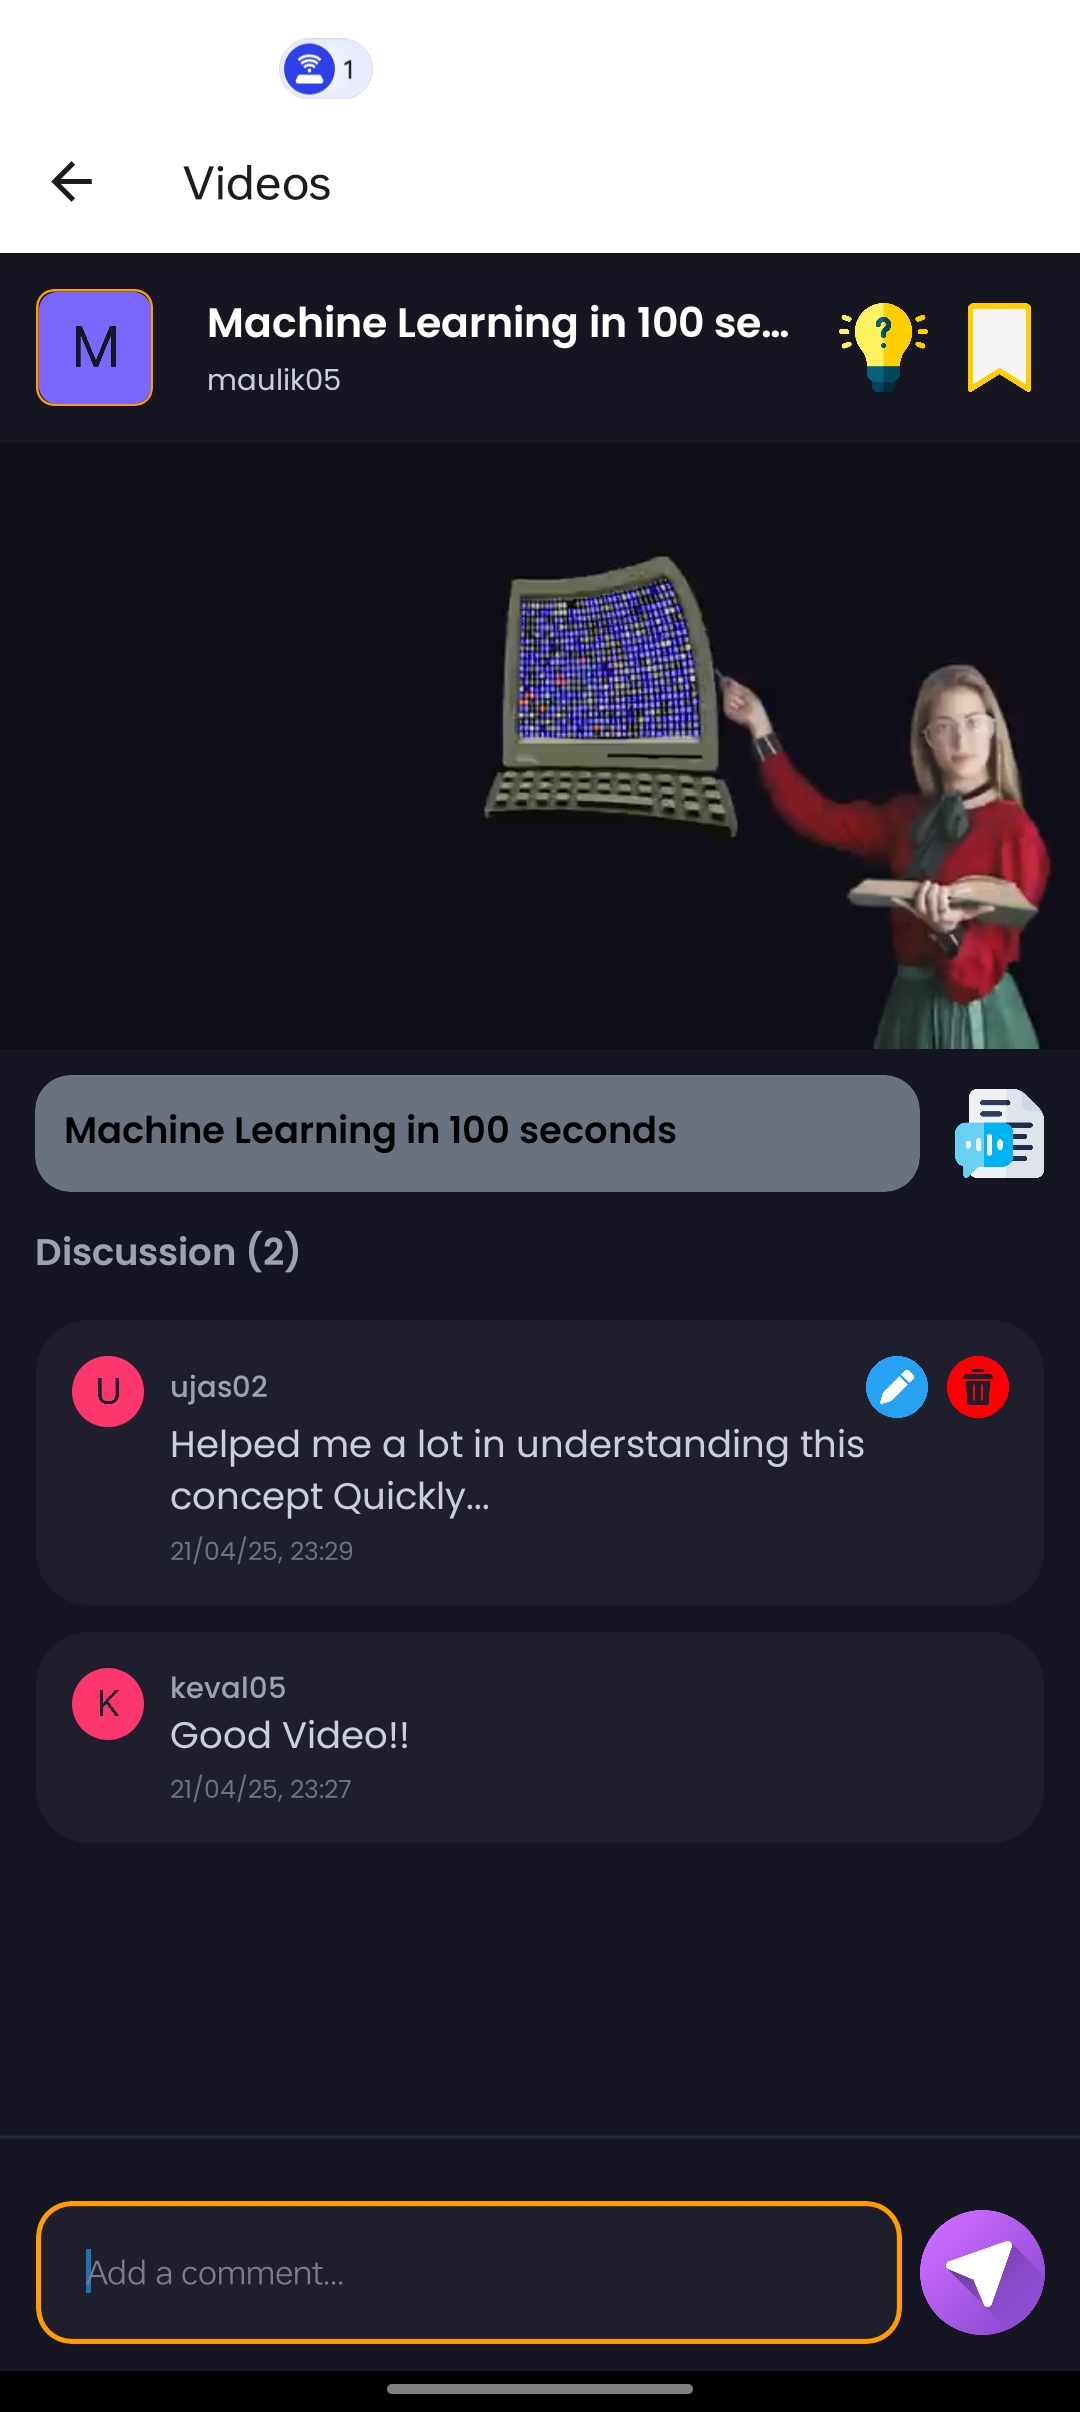 1
Videos
M
Machine Learning in 100 se...
maulik05
?
Machine Learning in 100 seconds
Discussion (2)
U
ujas02
Helped me a lot in understanding this
concept Quickly...
21/04/25, 23:29
K
keval05
Good Video!!
21/04/25, 23:27
Add a comment...